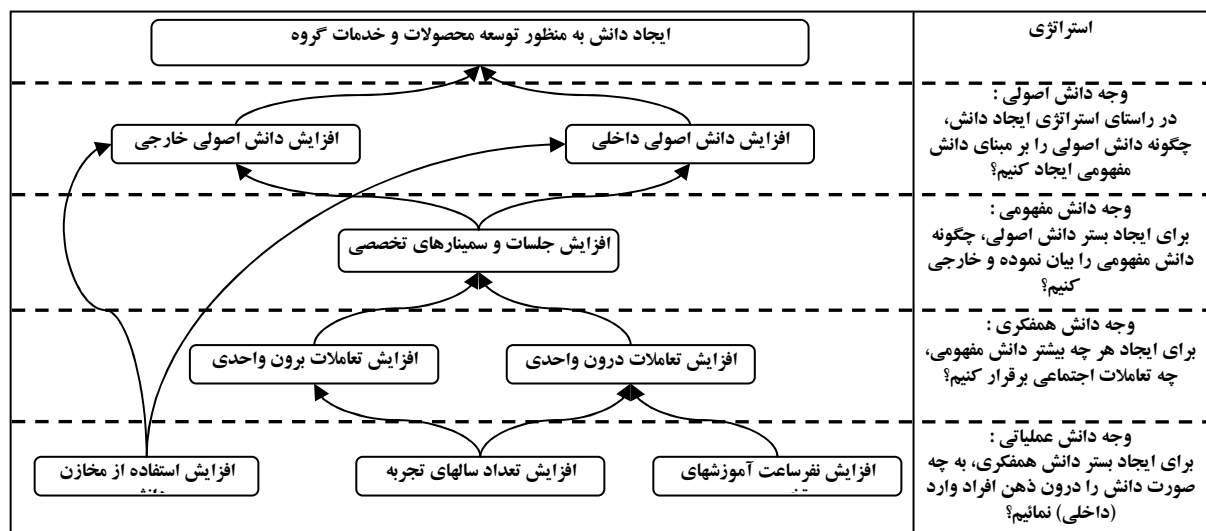 استراتژی
ایجاد دانش به منظور توسعه محصولات و خدمات گروه
وجه دانش اصولی :
در راستای استراتژی ایجاد دانش،
چگونه دانش اصولی را بر مبنای دانش
مفهومی ایجاد کنیم؟
افزایش دانش اصولی داخلی
افزایش دانش اصولی خارجی
وجه دانش مفهومی :
برای ایجاد بستر دانش اصولی، چگونه
دانش مفهومی را بیان نموده و خارجی
کنیم؟
افزایش جلسات و سمینارهای تخصصی
وجه دانش همفکری :
برای ایجاد هر چه بیشتر دانش مفهومی،
چه تعاملات اجتماعی برقرار کنیم؟
افزایش تعاملات درون واحدی
افزایش تعاملات برون واحدی
وجه دانش عملیاتی :
برای ایجاد بستر دانش همفکری، به چه
صورت دانش را درون ذهن افراد وارد
(داخلی) نمائیم؟
افزایش نفرساعت آموزشهای
افزایش تعداد سالهای تجربه
افزایش استفاده از مخازن